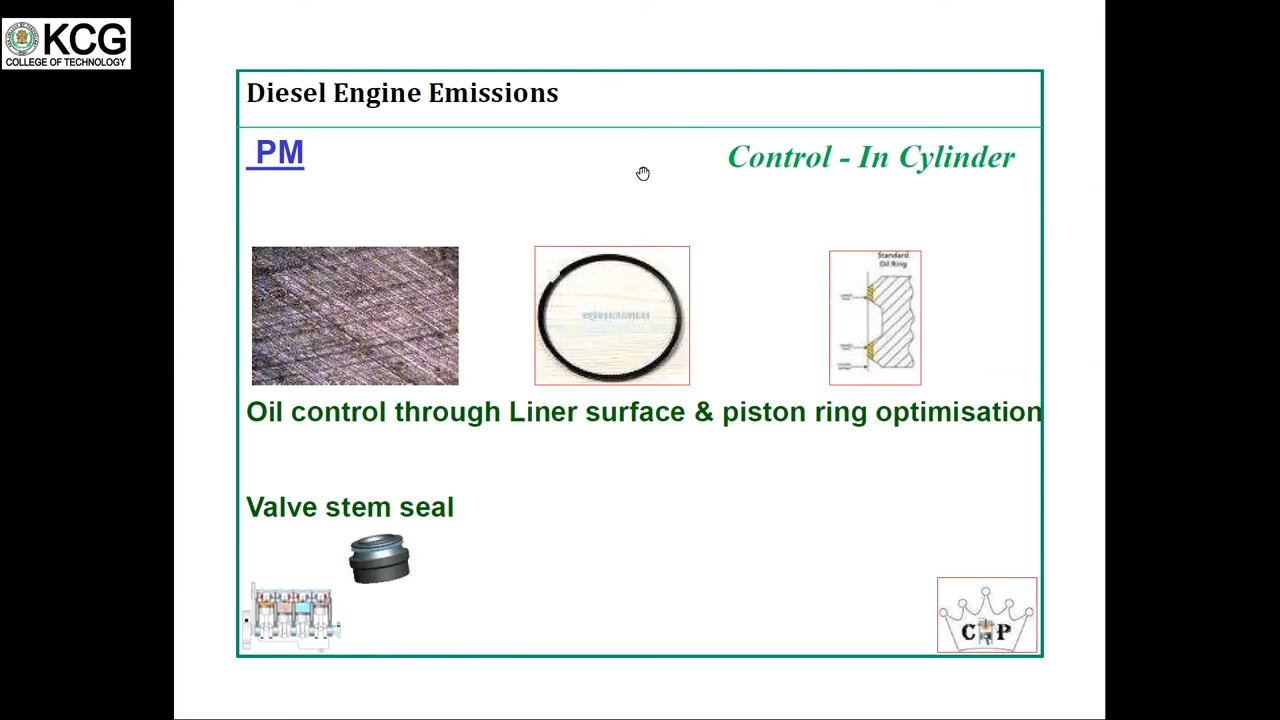 KCG
COLLEGE OF TECHNOLOGY
Diesel Engine Emissions
PM
Control - In Cylinder
Standard
Oil Ring
Oil control through Liner surface & piston ring optimisation
Valve stem seal
C P